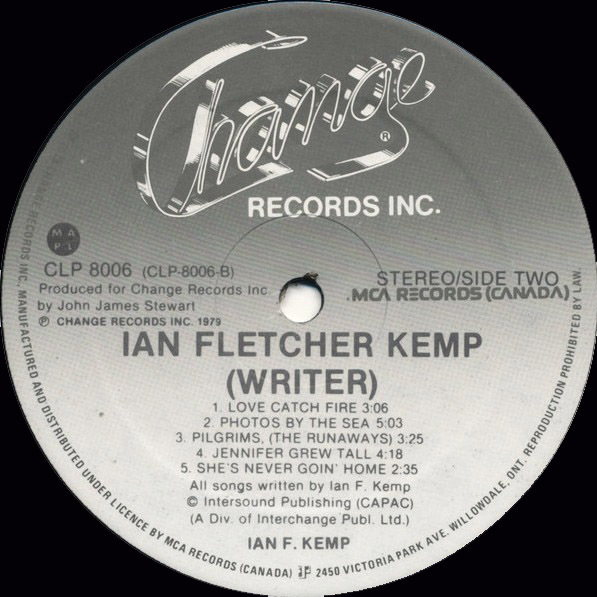 Change
®
RECORDS INC.
M A
P L
CLP 8006 (CLP-8006-B)
Produced for Change Records Inc.
by John James Stewart
Ⓟ CHANGE RECORDS INC. 1979
STEREO/SIDE TWO
MCA RECORDS (CANADA)
IAN FLETCHER KEMP
(WRITER)
1. LOVE CATCH FIRE 3:06
2. PHOTOS BY THE SEA 5:03
3. PILGRIMS, (THE RUNAWAYS) 3:25
4. JENNIFER GREW TALL 4:18
5. SHE'S NEVER GOIN' HOME 2:35
All songs written by Ian F. Kemp
© Intersound Publishing (CAPAC)
(A Div. of Interchange Publ. Ltd.)
IAN F. KEMP
CHANGE RECORDS INC., MANUFACTURED AND DISTRIBUTED UNDER LICENCE BY MCA RECORDS (CANADA) 2450 VICTORIA PARK AVE. WILLOWDALE, ONT. REPRODUCTION PROHIBITED BY LAW.